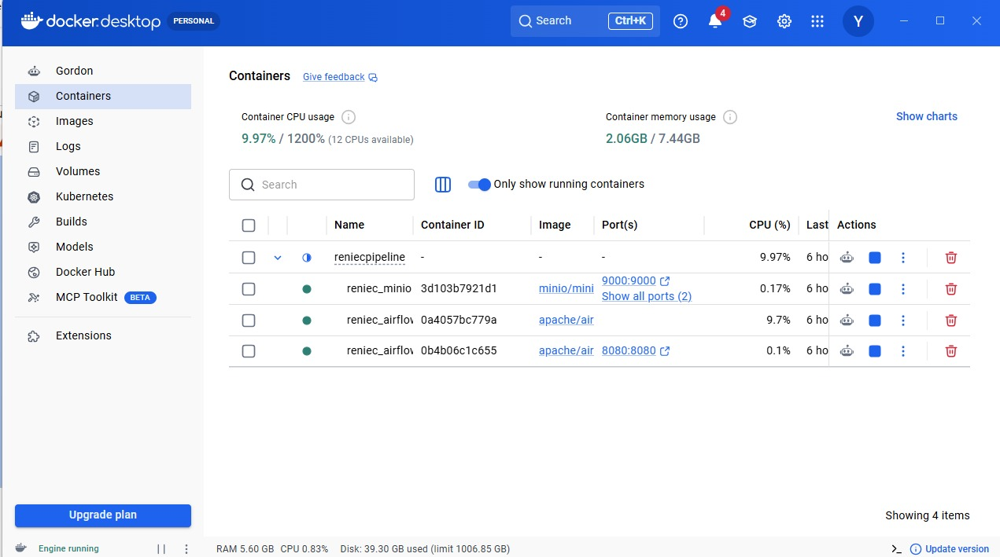 docker.desktop PERSONAL Search Ctrl+K 4 Y
Gordon
Containers
Images
Logs
Volumes
Kubernetes
Builds
Models
Docker Hub
MCP Toolkit BETA
Extensions
Upgrade plan
Containers Give feedback
Container CPU usage
9.97% / 1200% (12 CPUs available)
Container memory usage
2.06GB / 7.44GB
Show charts
Search
Only show running containers
Name Container ID Image Port(s) CPU (%) Last Actions
reniecpipeline - - - 9.97% 6 ho
reniec_minio 3d103b7921d1 minio/mini 9000:9000 0.17% 6 ho
Show all ports (2)
reniec_airflov 0a4057bc779a apache/air 9.7% 6 ho
reniec_airflov 0b4b06c1c655 apache/air 8080:8080 0.1% 6 ho
Showing 4 items
Engine running RAM 5.60 GB CPU 0.83% Disk: 39.30 GB used (limit 1006.85 GB) >_ Update version